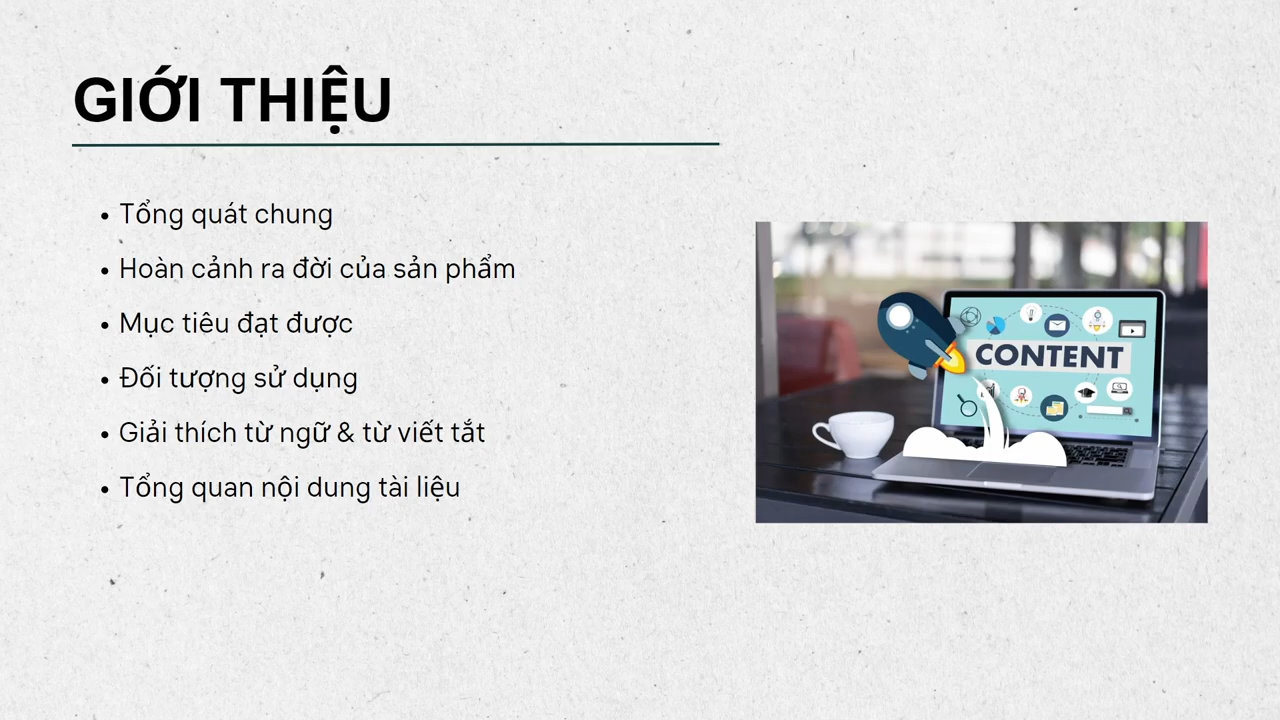 GIỚI THIỆU
• Tổng quát chung
• Hoàn cảnh ra đời của sản phẩm
• Mục tiêu đạt được
• Đối tượng sử dụng
• Giải thích từ ngữ & từ viết tắt
• Tổng quan nội dung tài liệu
CONTENT